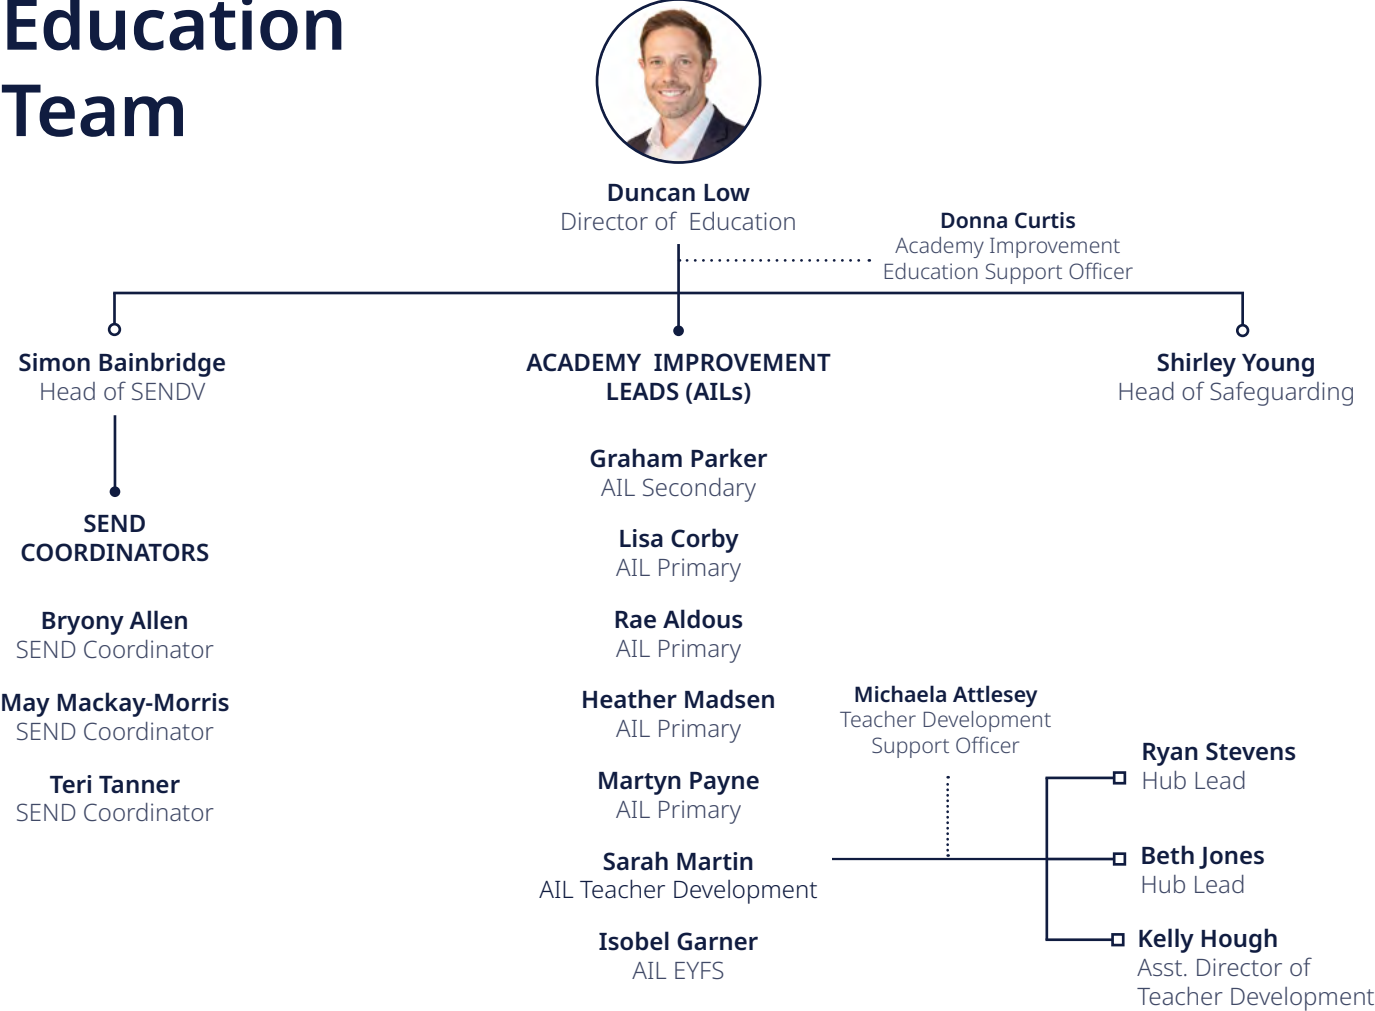 Education
Team
Duncan Low
Director of Education
Donna Curtis
Academy Improvement
Education Support Officer
Simon Bainbridge
Head of SENDV
SEND
COORDINATORS
Bryony Allen
SEND Coordinator
May Mackay-Morris
SEND Coordinator
Teri Tanner
SEND Coordinator
ACADEMY IMPROVEMENT
LEADS (AILs)
Graham Parker
AIL Secondary
Lisa Corby
AIL Primary
Rae Aldous
AIL Primary
Heather Madsen
AIL Primary
Martyn Payne
AIL Primary
Sarah Martin
AIL Teacher Development
Isobel Garner
AIL EYFS
Michaela Attlesey
Teacher Development
Support Officer
Shirley Young
Head of Safeguarding
Ryan Stevens
Hub Lead
Beth Jones
Hub Lead
Kelly Hough
Asst. Director of
Teacher Development